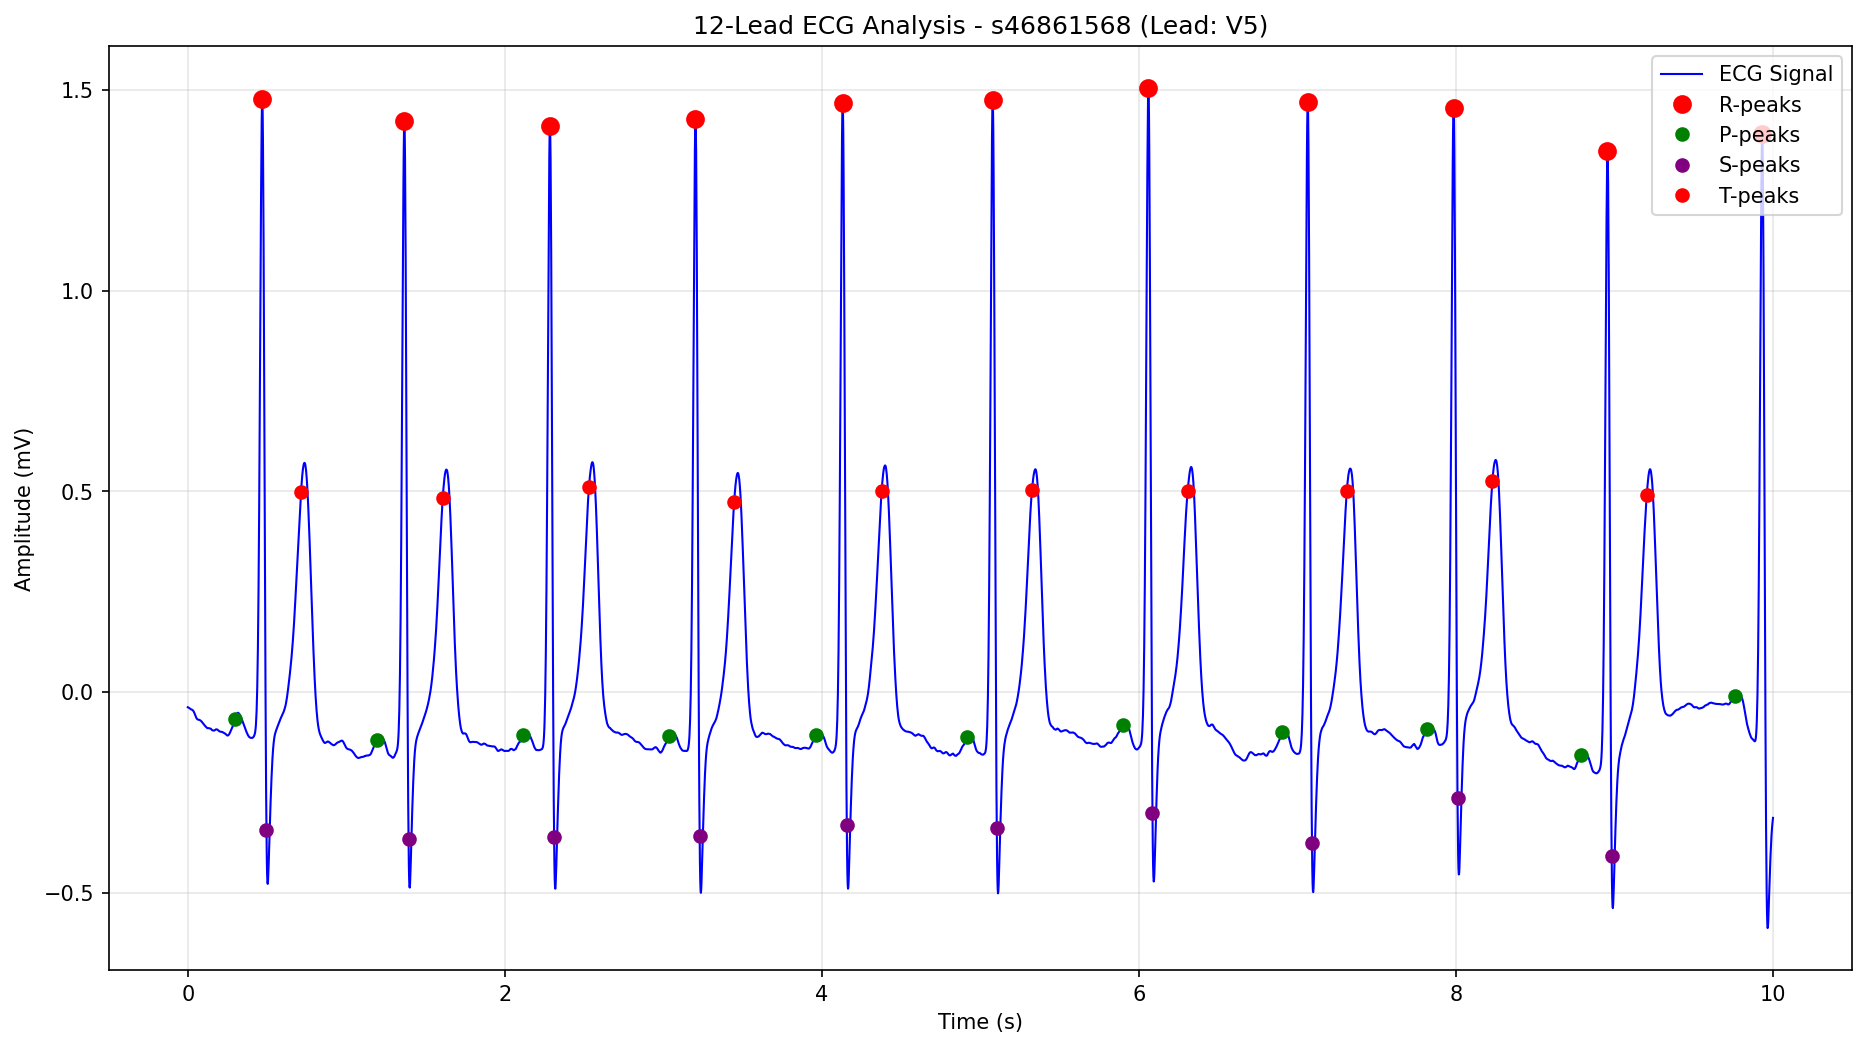 12-Lead ECG Analysis - s46861568 (Lead: V5)
ECG Signal
R-peaks
P-peaks
S-peaks
T-peaks
Amplitude (mV)
1.5
1.0
0.5
0.0
−0.5
0
2
4
6
8
10
Time (s)